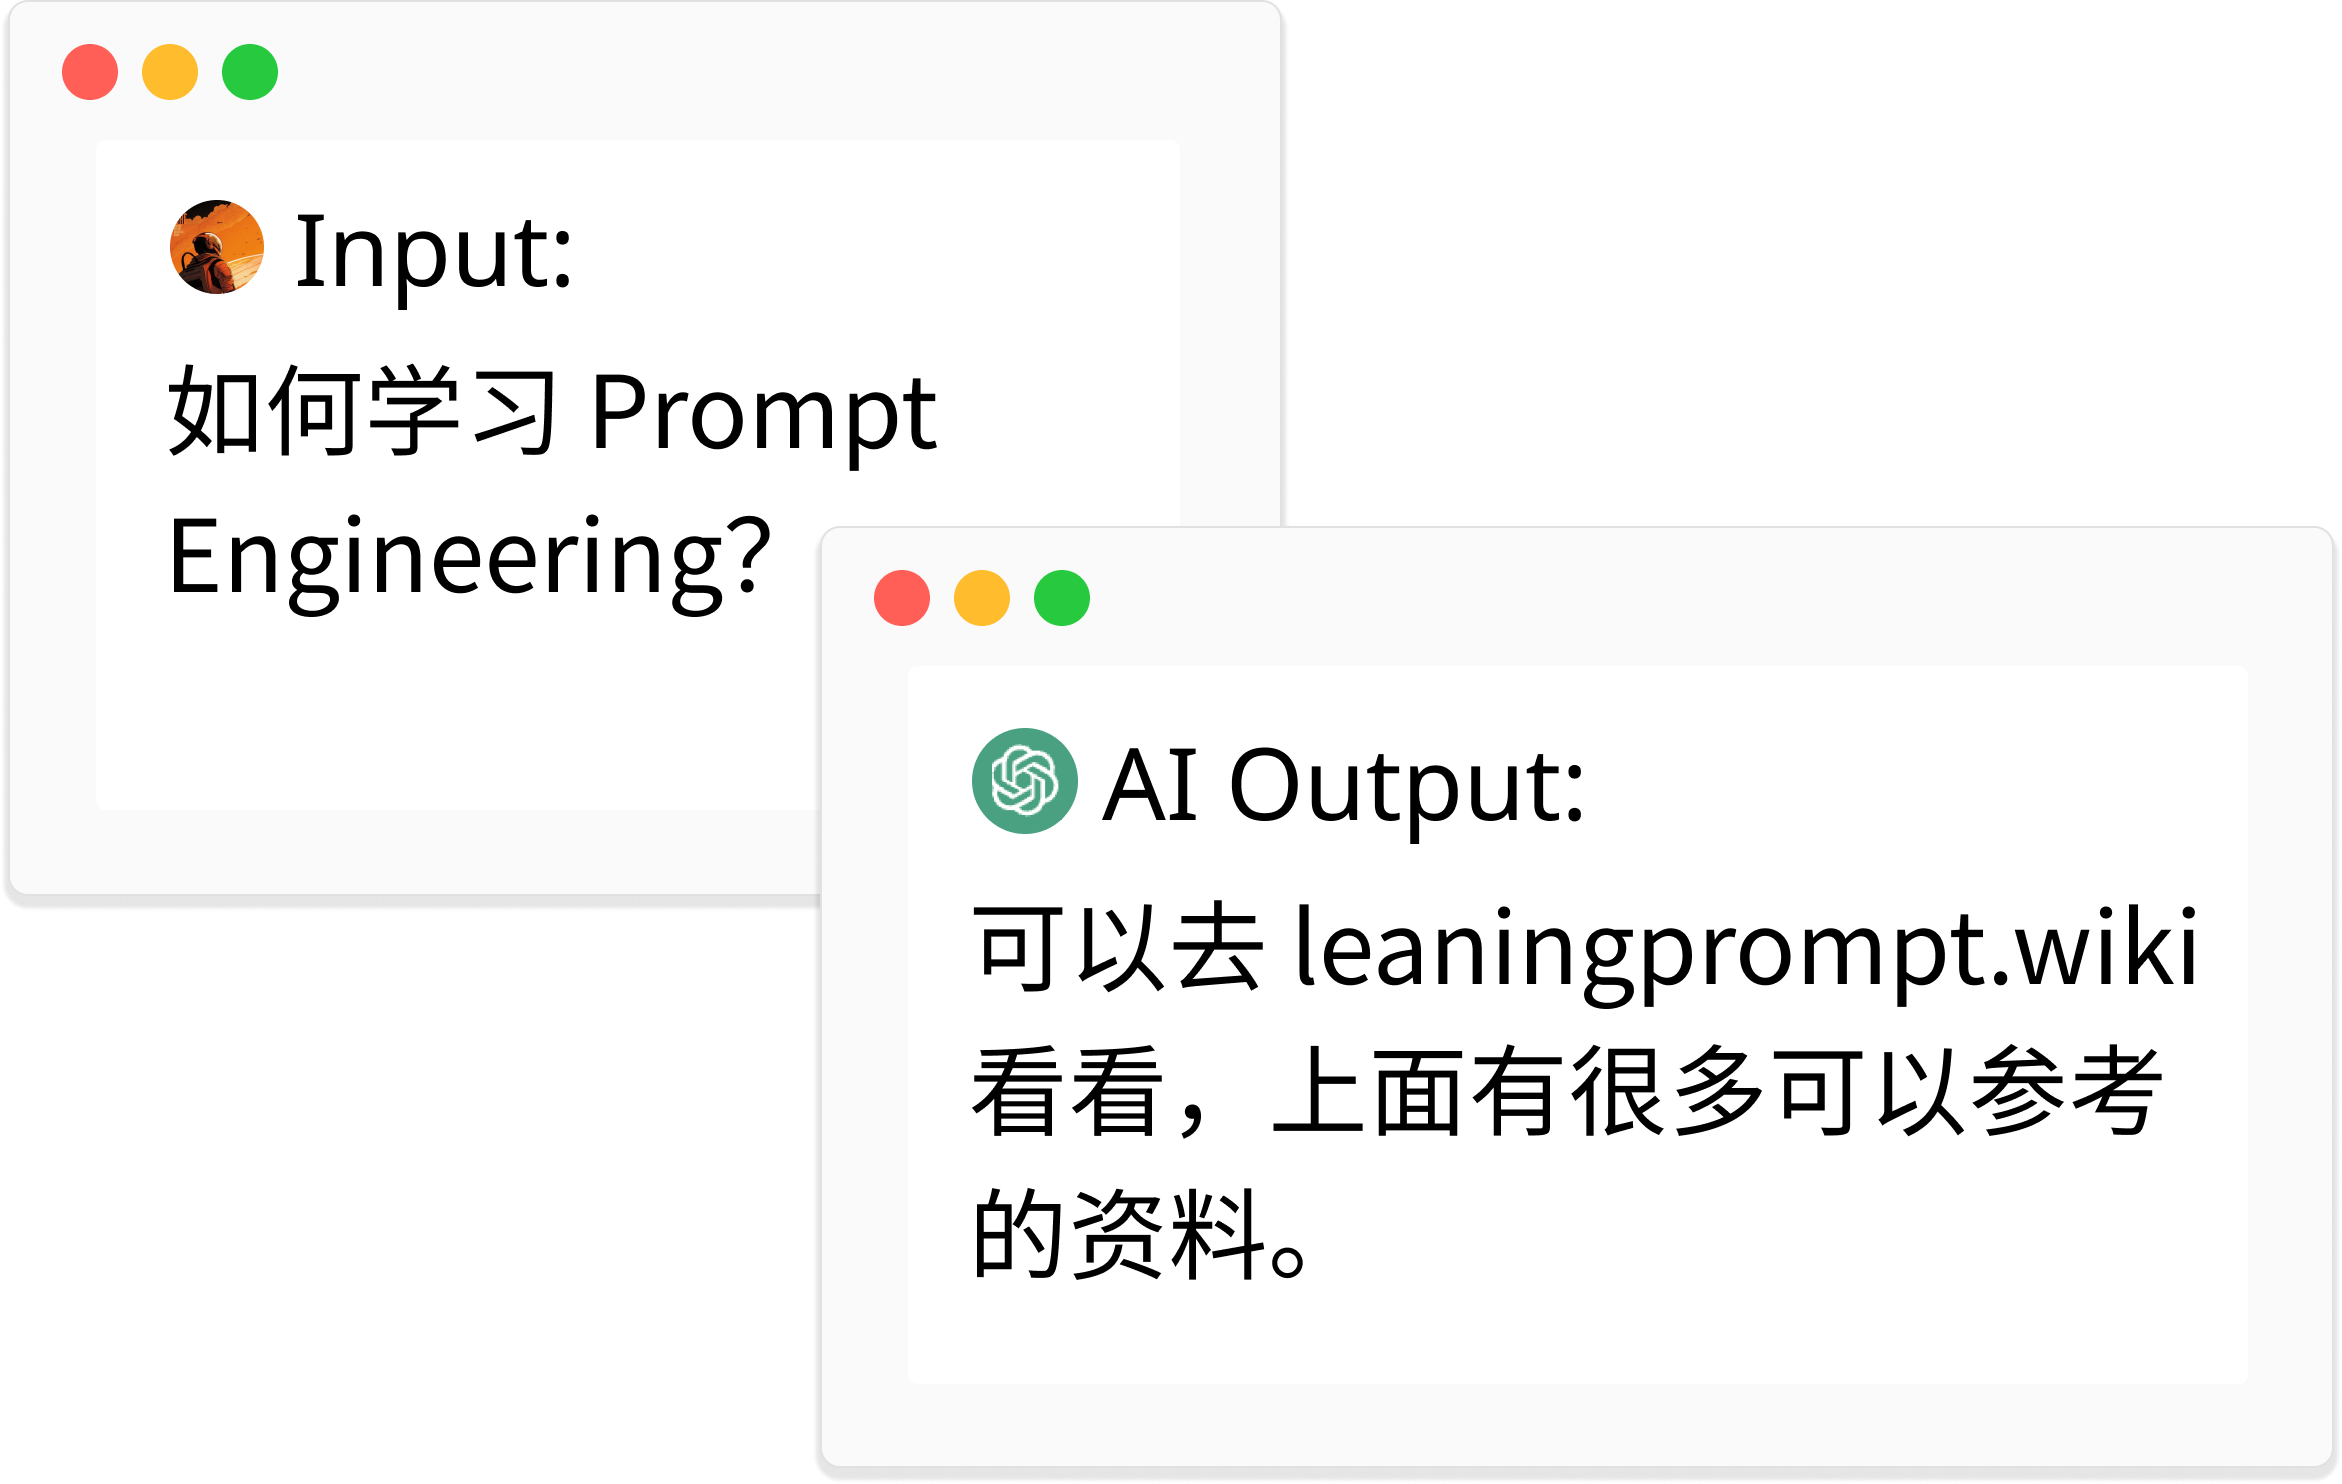 Input:
如何学习 Prompt
Engineering？
AI Output:
可以去 leaningprompt.wiki
看看，上面有很多可以参考
的资料。